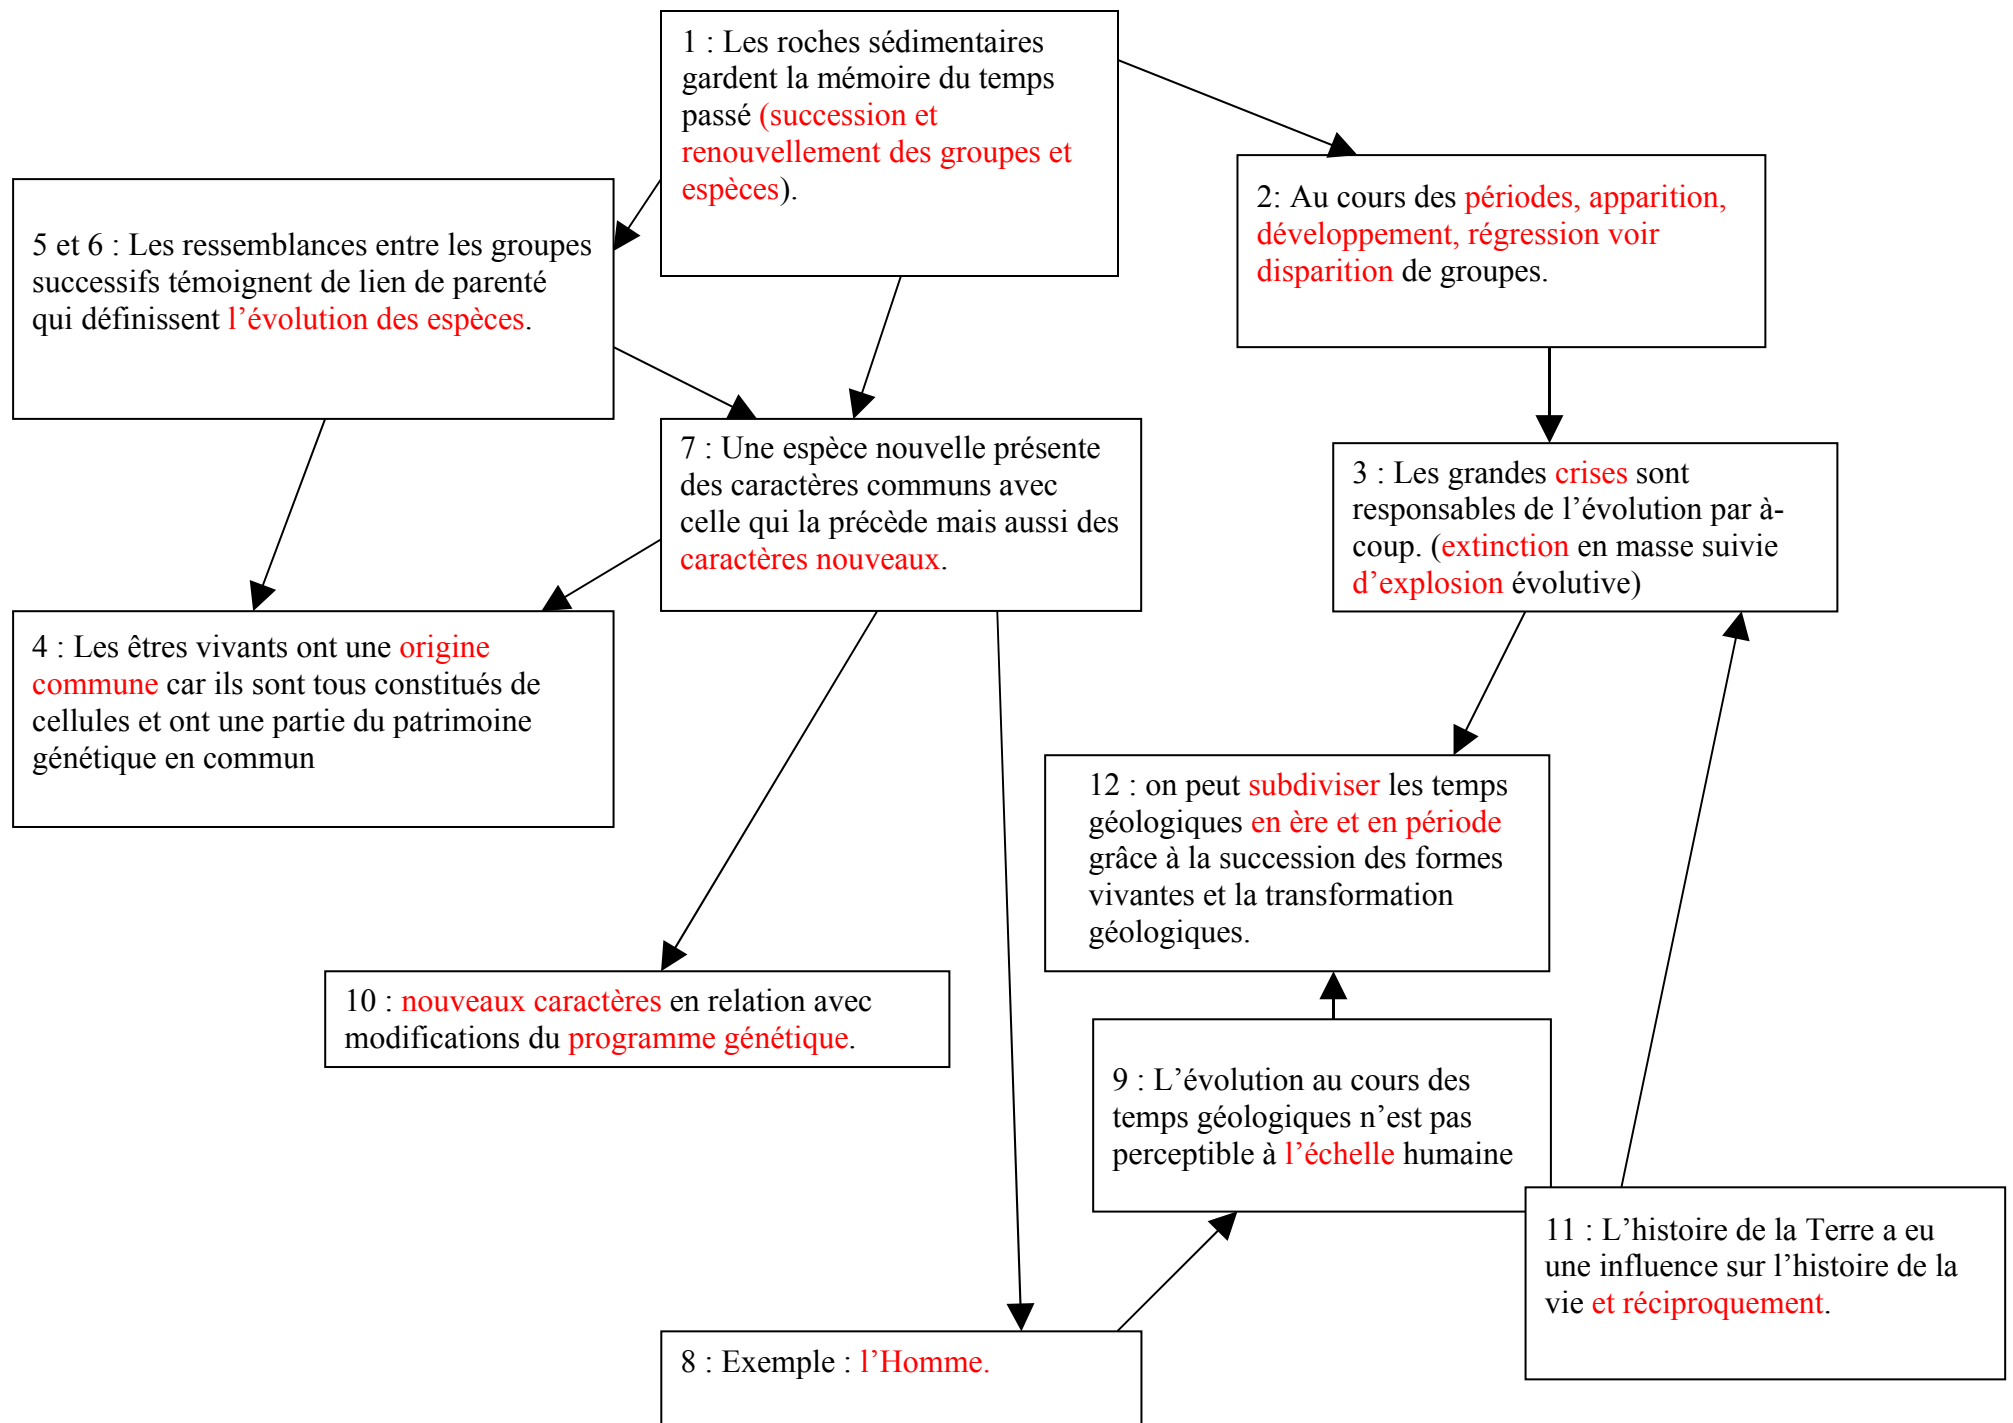 1 : Les roches sédimentaires
gardent la mémoire du temps
passé (succession et
renouvellement des groupes et
espèces).
2: Au cours des périodes, apparition,
développement, régression voir
disparition de groupes.
5 et 6 : Les ressemblances entre les groupes
successifs témoignent de lien de parenté
qui définissent l’évolution des espèces.
7 : Une espèce nouvelle présente
des caractères communs avec
celle qui la précède mais aussi des
caractères nouveaux.
3 : Les grandes crises sont
responsables de l’évolution par à-
coup. (extinction en masse suivie
d’explosion évolutive)
4 : Les êtres vivants ont une origine
commune car ils sont tous constitués de
cellules et ont une partie du patrimoine
génétique en commun
12 : on peut subdiviser les temps
géologiques en ère et en période
grâce à la succession des formes
vivantes et la transformation
géologiques.
10 : nouveaux caractères en relation avec
modifications du programme génétique.
9 : L’évolution au cours des
temps géologiques n’est pas
perceptible à l’échelle humaine
11 : L’histoire de la Terre a eu
une influence sur l’histoire de la
vie et réciproquement.
8 : Exemple : l’Homme.